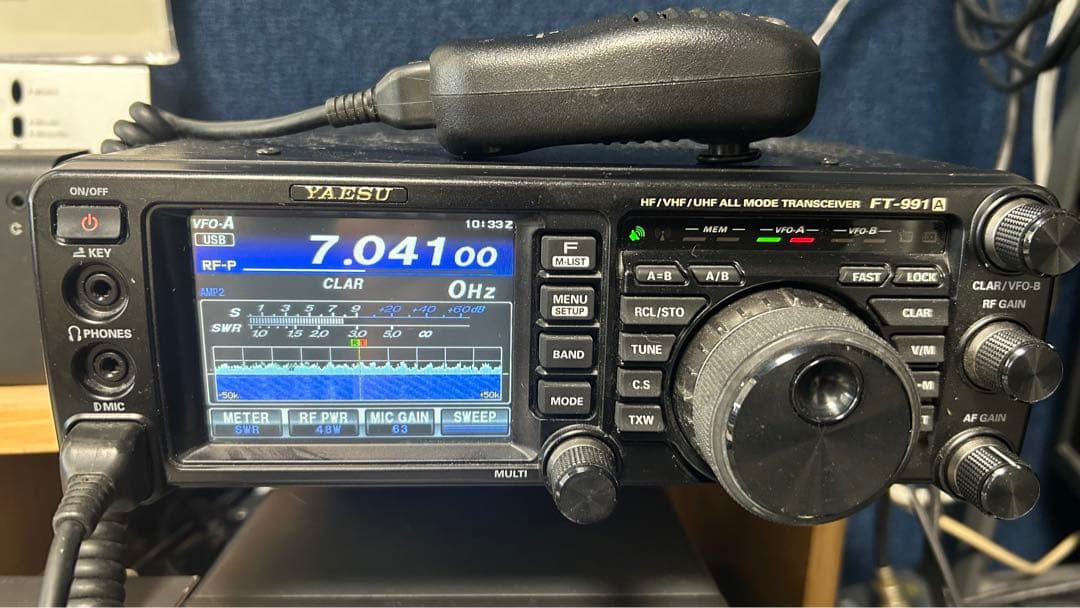 ON/OFF
YAESU
HF/VHF/UHF ALL MODE TRANSCEIVER FT-991A
KEY
PHONES
MIC
VFO-A 10:33Z
USB 7.04100
RF-P
CLAR 0Hz
AMP2
S 1 3 5 7 9 +20 +40 +60dB
SWR 1.0 1.5 2.0 3.0 5.0 ∞
R T
-50k +50k
METER RF PWR MIC GAIN SWEEP
SWR 48W 63
F
M-LIST
MENU
SETUP
BAND
MODE
MULTI
MEM VFO-A VFO-B
A=B A/B FAST LOCK
RCL/STO CLAR
TUNE V/M
C.S
TXW
CLAR/VFO-B
RF GAIN
AF GAIN